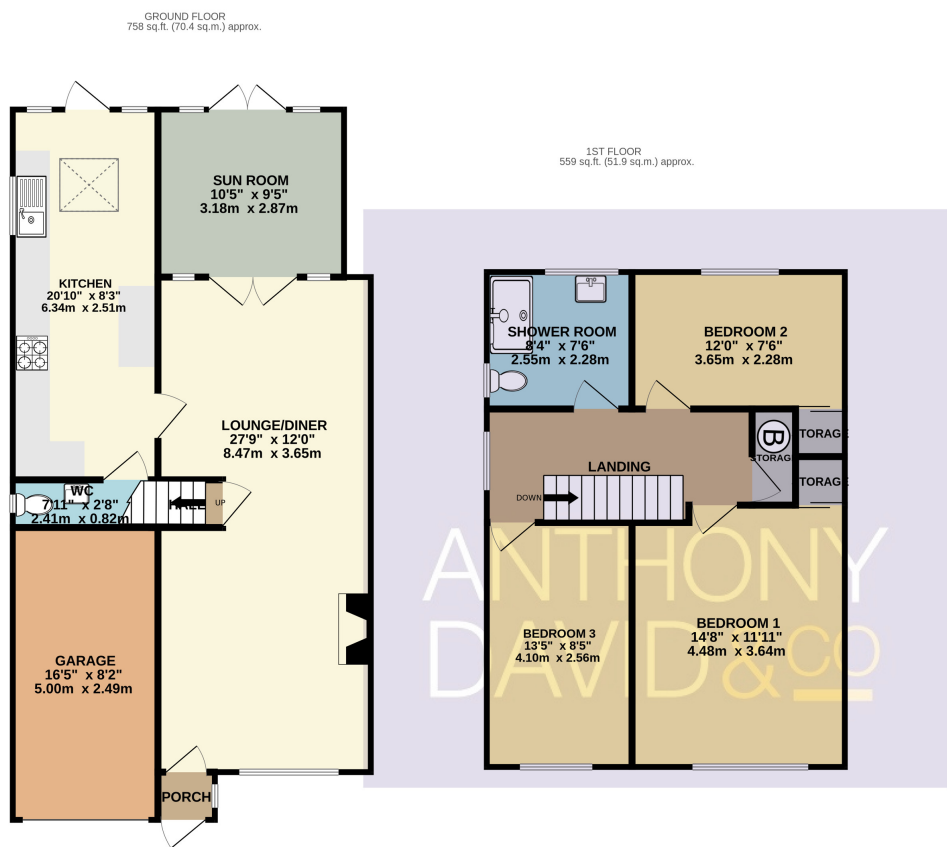 GROUND FLOOR
758 sq.ft. (70.4 sq.m.) approx.
SUN ROOM
10'5" x 9'5"
3.18m x 2.87m
KITCHEN
20'10" x 8'3"
6.34m x 2.51m
LOUNGE/DINER
27'9" x 12'0"
8.47m x 3.65m
WC
7'11" x 2'8"
2.41m x 0.82m
HALL
UP
GARAGE
16'5" x 8'2"
5.00m x 2.49m
PORCH
1ST FLOOR
559 sq.ft. (51.9 sq.m.) approx.
SHOWER ROOM
8'4" x 7'6"
2.55m x 2.28m
BEDROOM 2
12'0" x 7'6"
3.65m x 2.28m
B
STORAGE
STORAGE
STORAGE
LANDING
DOWN
BEDROOM 3
13'5" x 8'5"
4.10m x 2.56m
BEDROOM 1
14'8" x 11'11"
4.48m x 3.64m
ANTHONY
DAVID&CO